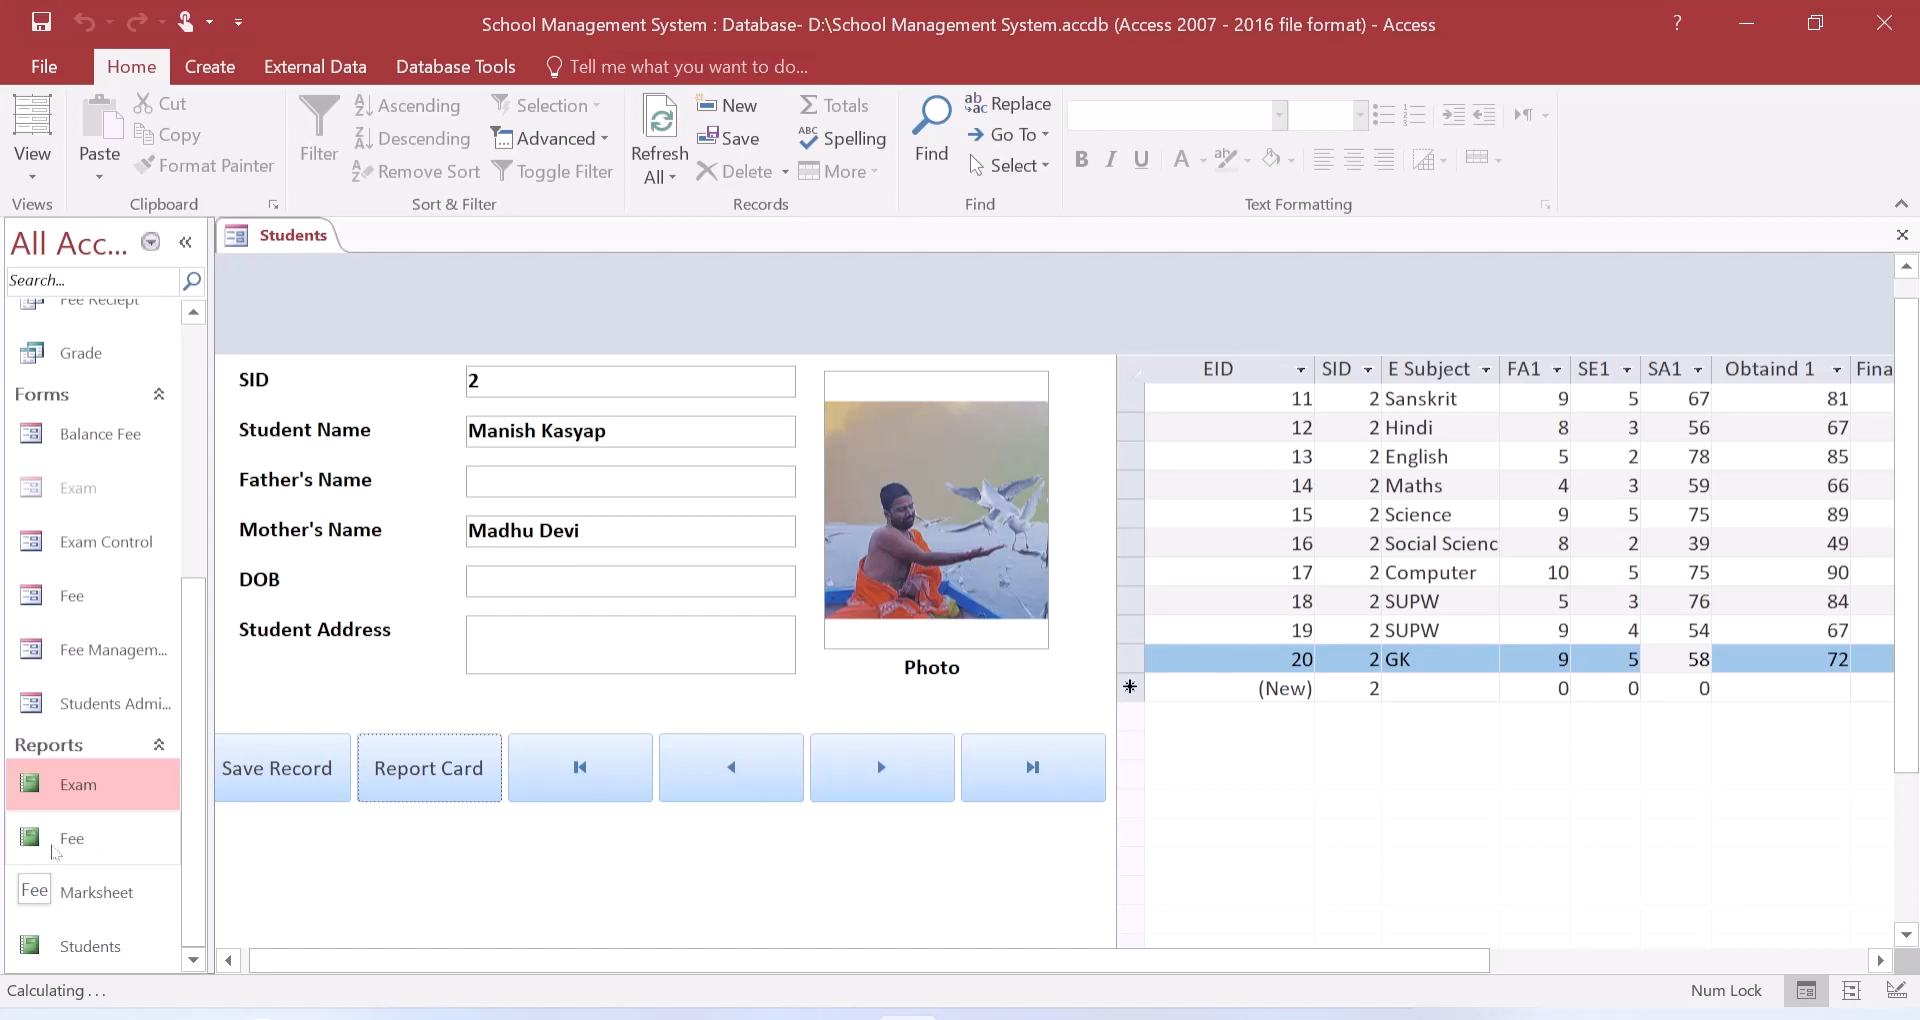 School Management System : Database- D:\School Management System.accdb (Access 2007 - 2016 file format) - Access
?
File
Home
Create
External Data
Database Tools
Tell me what you want to do...
View
Views
Paste
Cut
Copy
Format Painter
Clipboard
Filter
Ascending
Descending
Remove Sort
Selection
Advanced
Toggle Filter
Sort & Filter
Refresh
All
New
Save
Delete
Totals
Spelling
More
Records
Find
Replace
Go To
Select
Find
B I U A
Text Formatting
All Acc...
Search...
Fee Reciept
Grade
Forms
Balance Fee
Exam
Exam Control
Fee
Fee Managem...
Students Admi...
Reports
Exam
Fee
Fee
Marksheet
Students
Students
SID 2
Student Name Manish Kasyap
Father's Name
Mother's Name Madhu Devi
DOB
Student Address
Photo
Save Record
Report Card
EID SID E Subject FA1 SE1 SA1 Obtaind 1 Fina
11 2 Sanskrit 9 5 67 81
12 2 Hindi 8 3 56 67
13 2 English 5 2 78 85
14 2 Maths 4 3 59 66
15 2 Science 9 5 75 89
16 2 Social Scienc 8 2 39 49
17 2 Computer 10 5 75 90
18 2 SUPW 5 3 76 84
19 2 SUPW 9 4 54 67
20 2 GK 9 5 58 72
(New) 2 0 0 0
Calculating . . .
Num Lock